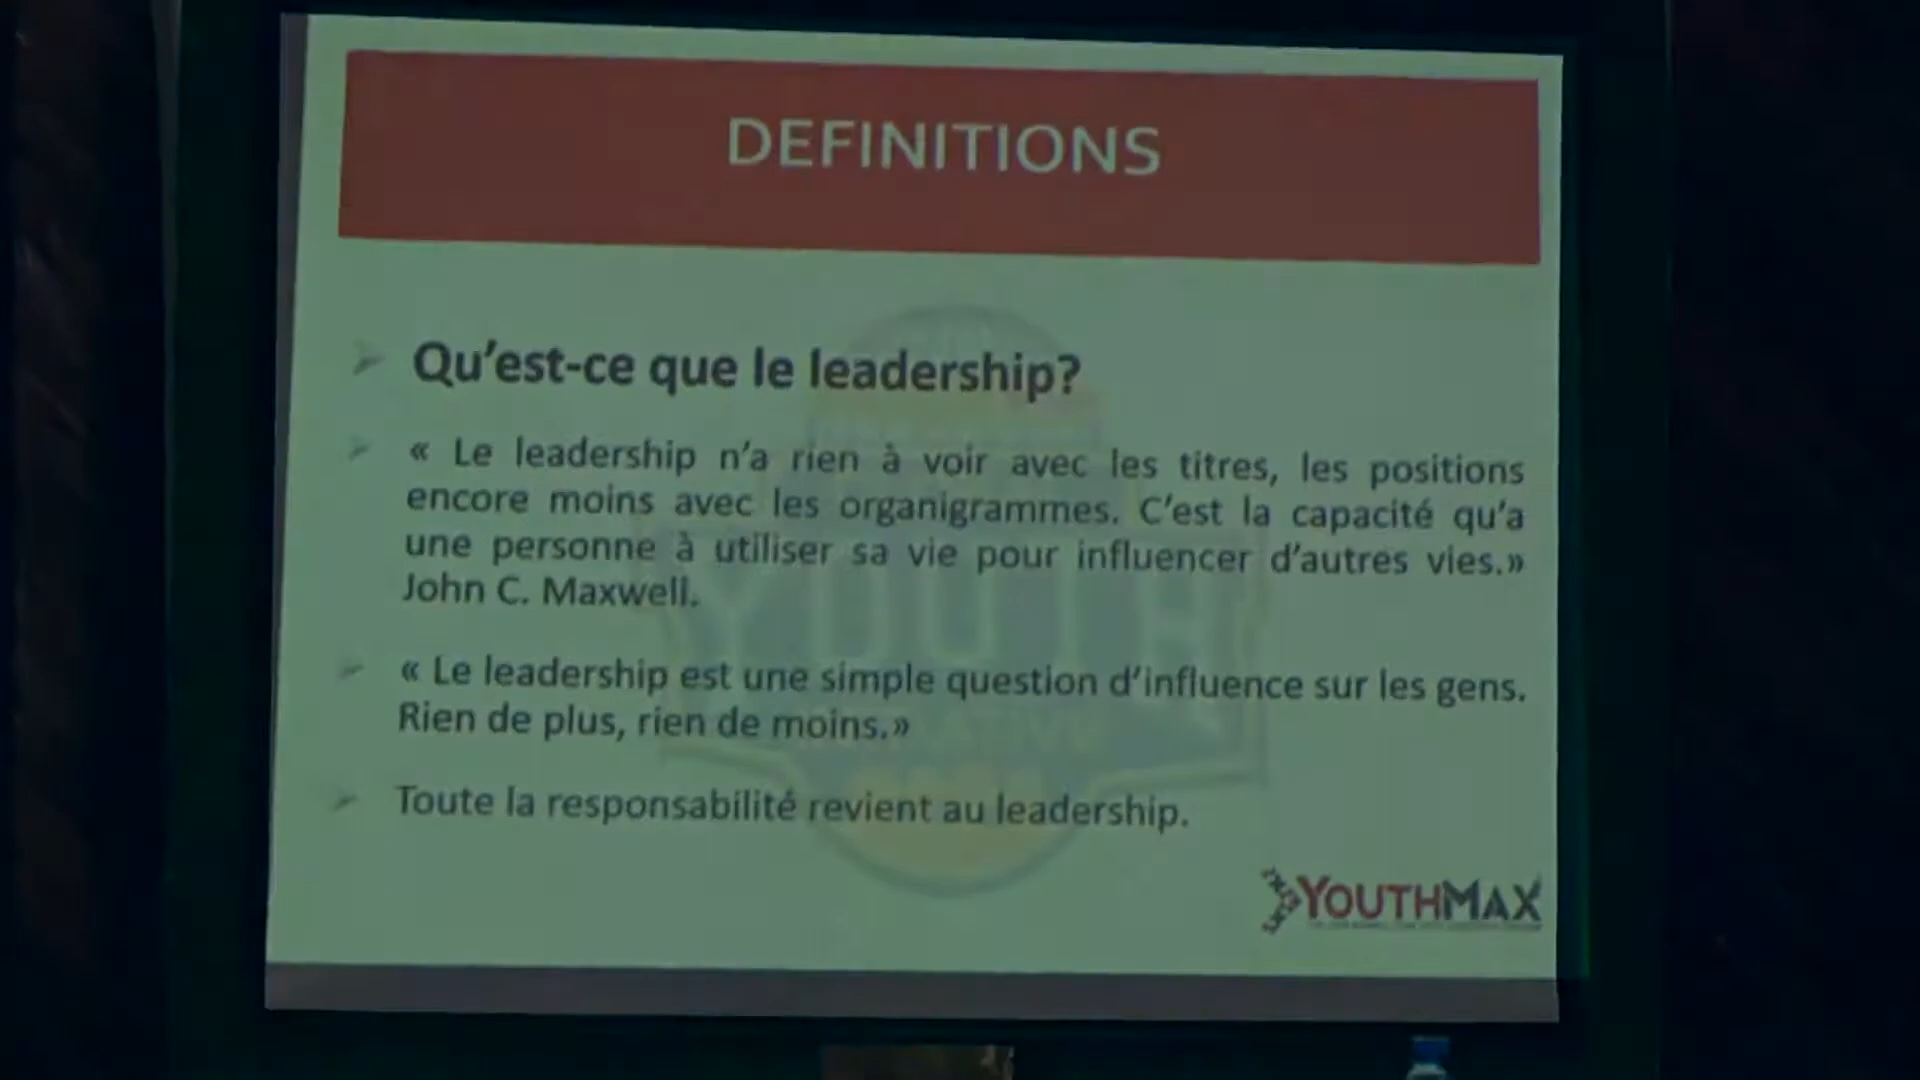 DEFINITIONS
Qu'est-ce que le leadership?
« Le leadership n'a rien à voir avec les titres, les positions
encore moins avec les organigrammes. C'est la capacité qu'a
une personne à utiliser sa vie pour influencer d'autres vies.»
John C. Maxwell.
YOUTH
« Le leadership est une simple question d'influence sur les gens.
Rien de plus, rien de moins.»
Toute la responsabilité revient au leadership.
YOUTHMAX